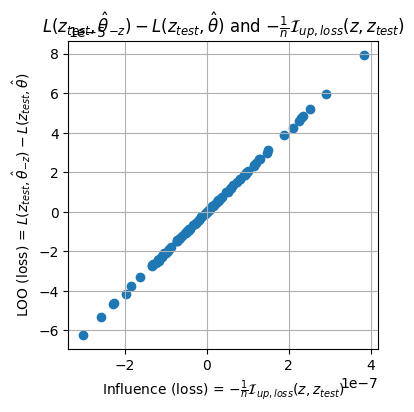 $L(z_{test}, \hat{\theta}_{-z}) - L(z_{test}, \hat{\theta})$ and $-\frac{1}{n}\mathcal{I}_{up,loss}(z, z_{test})$
1e−5
8
6
4
2
0
−2
−4
−6
LOO (loss) = $L(z_{test}, \hat{\theta}_{-z}) - L(z_{test}, \hat{\theta})$
−2
0
2
4
1e−7
Influence (loss) = $-\frac{1}{n}\mathcal{I}_{up,loss}(z, z_{test})$